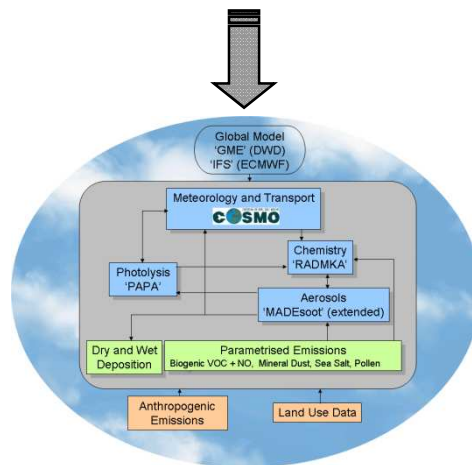 Global Model
'GME' (DWD)
'IFS' (ECMWF)
Meteorology and Transport
COSMO
Chemistry
'RADMKA'
Photolysis
'PAPA'
Aerosols
'MADEsoot' (extended)
Dry and Wet
Deposition
Parametrised Emissions
Biogenic VOC + NO, Mineral Dust, Sea Salt, Pollen
Anthropogenic
Emissions
Land Use Data